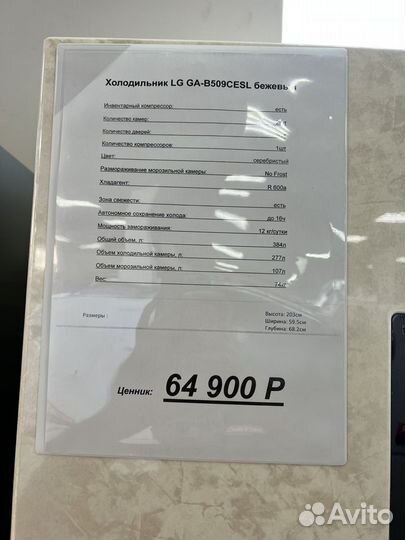 Холодильник LG GA-B509CESL бежевый
Инвентарный компрессор: есть
Количество камер:
Количество дверей:
Количество компрессоров: 1шт
Цвет: серебристый
Размораживание морозильной камеры: No Frost
Хладагент: R 600a
Зона свежести: есть
Автономное сохранение холода: до 16ч
Мощность замораживания: 12 кг/сутки
Общий объем, л: 384л
Объем холодильной камеры, л: 277л
Объем морозильной камеры, л: 107л
Вес: 74кг
Размеры : Высота: 203см
Ширина: 59.5см
Глубина: 68.2см
Ценник: 64 900 Р
Avito